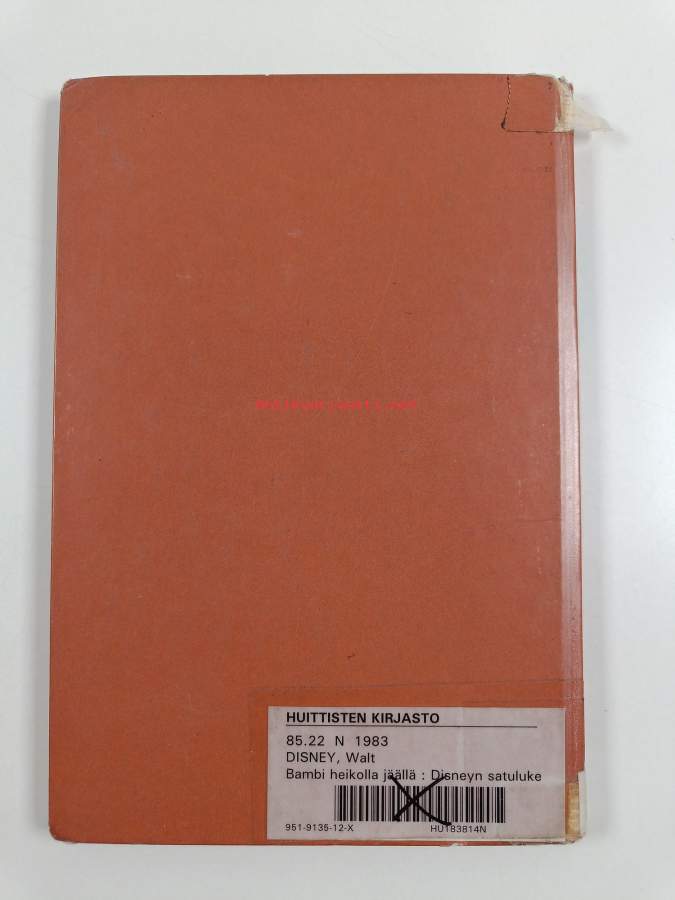 HUITTISTEN KIRJASTO
85.22 N 1983
DISNEY, Walt
Bambi heikolla jäällä : Disneyn satuluke
951-9135-12-X HU183814N